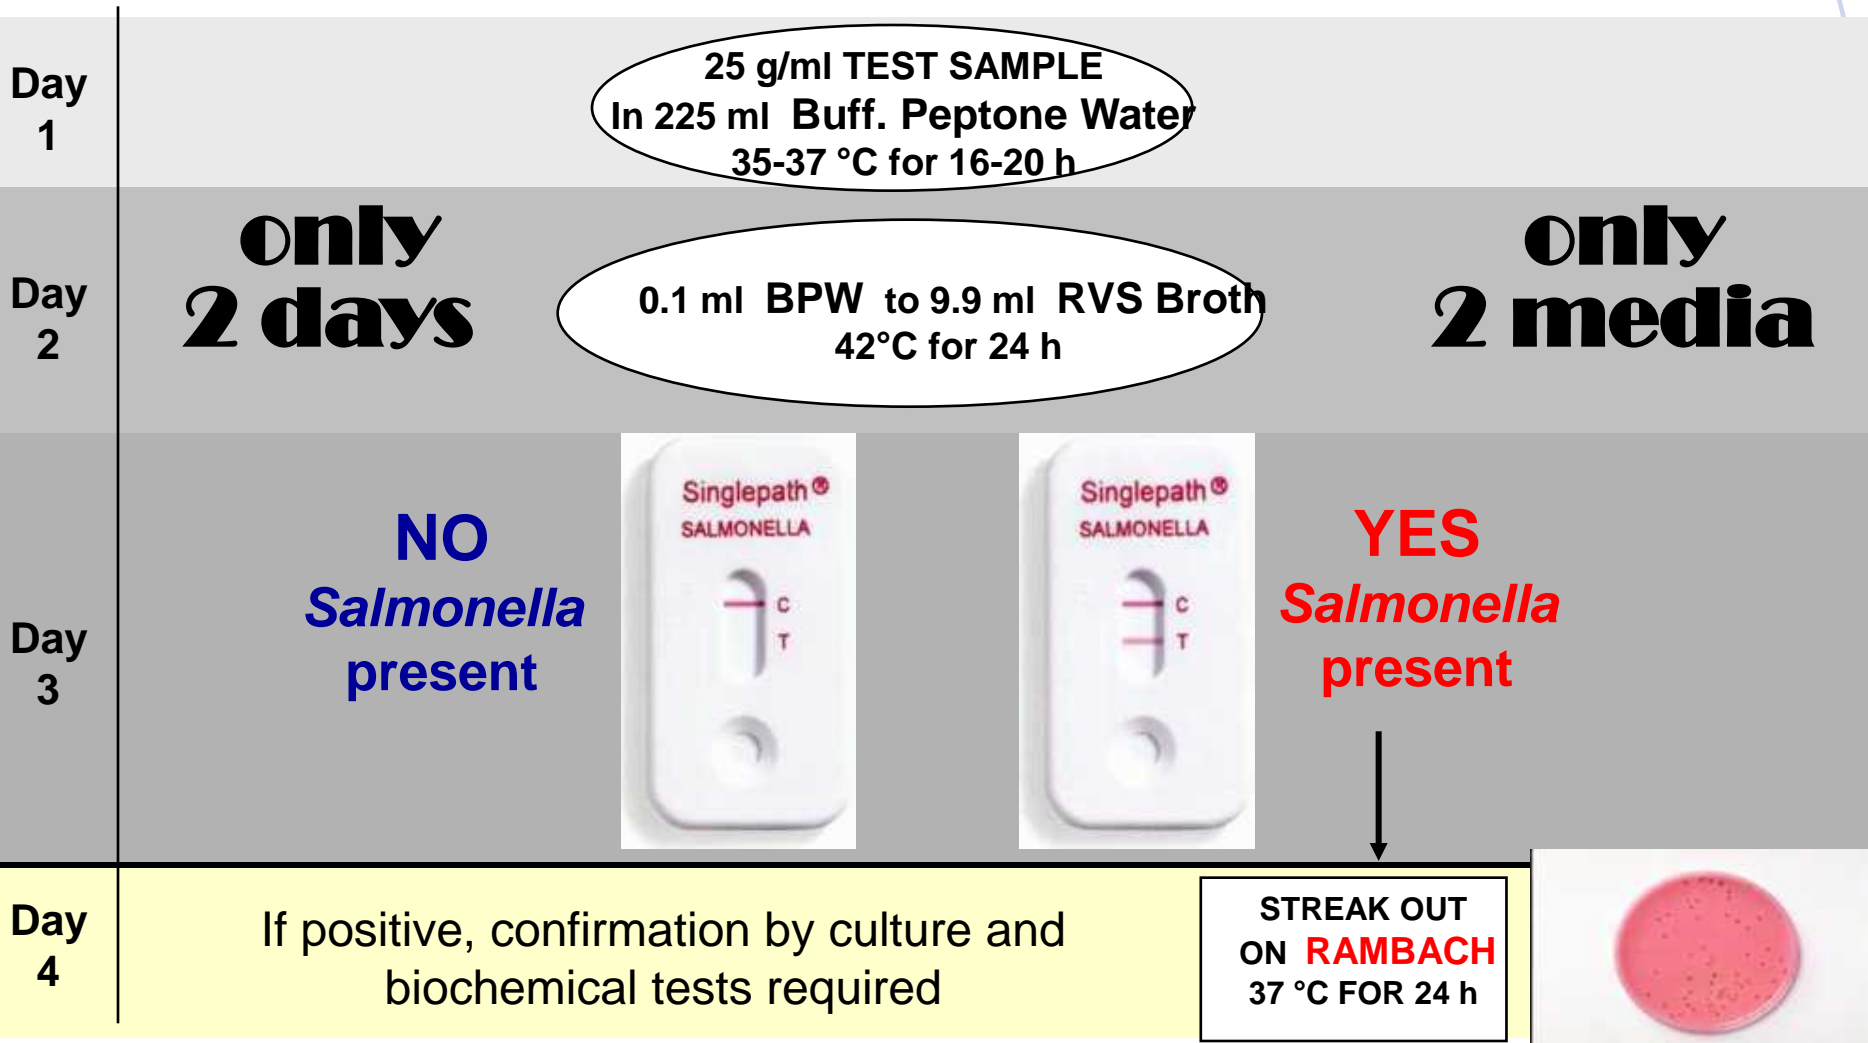 Day
1
25 g/ml TEST SAMPLE
In 225 ml Buff. Peptone Water
35-37 °C for 16-20 h
Day
2
only
2 days
0.1 ml BPW to 9.9 ml RVS Broth
42°C for 24 h
only
2 media
Day
3
NO
Salmonella
present
Singlepath®
SALMONELLA
C
T
Singlepath®
SALMONELLA
C
T
YES
Salmonella
present
Day
4
If positive, confirmation by culture and
biochemical tests required
STREAK OUT
ON RAMBACH
37 °C FOR 24 h